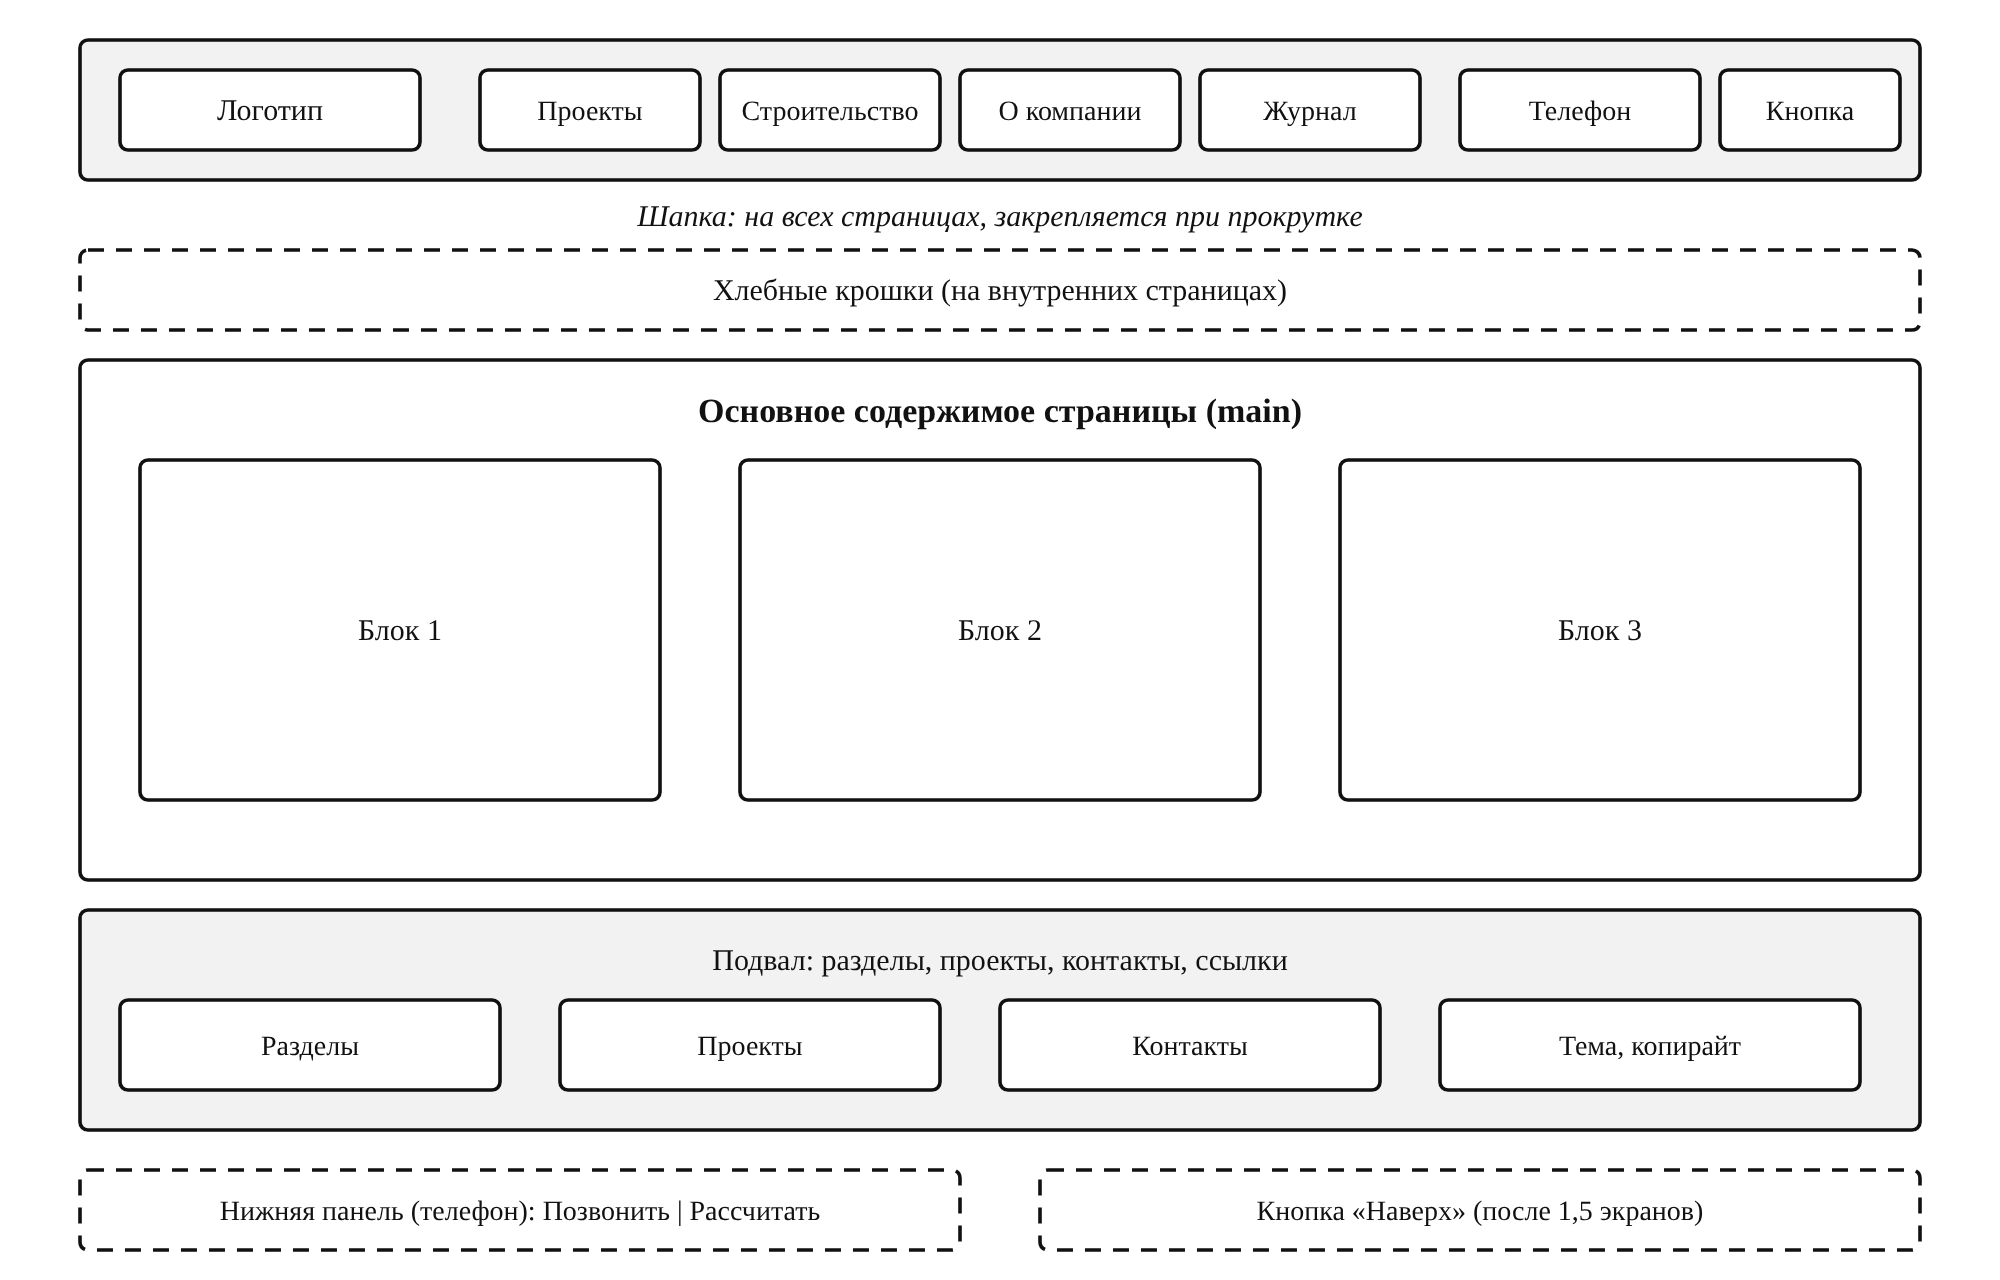 Логотип
Проекты
Строительство
О компании
Журнал
Телефон
Кнопка
Шапка: на всех страницах, закрепляется при прокрутке
Хлебные крошки (на внутренних страницах)
Основное содержимое страницы (main)
Блок 1
Блок 2
Блок 3
Подвал: разделы, проекты, контакты, ссылки
Разделы
Проекты
Контакты
Тема, копирайт
Нижняя панель (телефон): Позвонить | Рассчитать
Кнопка «Наверх» (после 1,5 экранов)